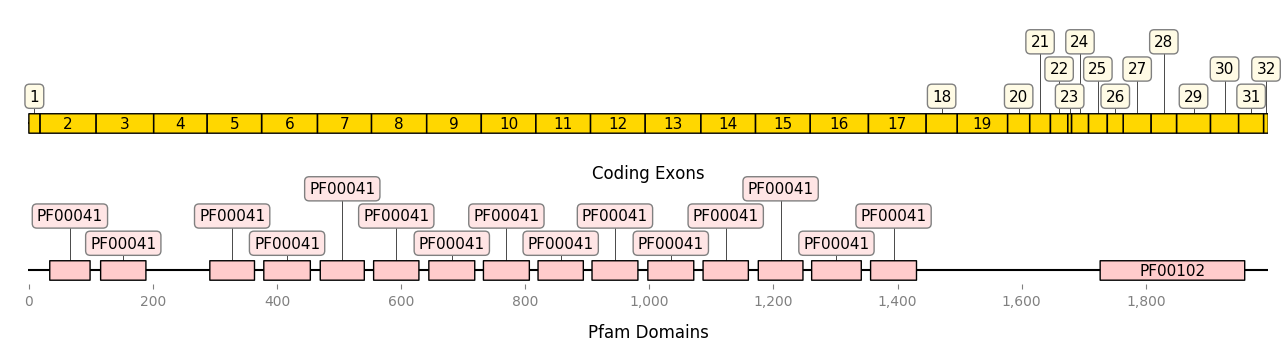 21 24 28
22 25 27 30 32
1 18 20 23 26 29 31
2 3 4 5 6 7 8 9 10 11 12 13 14 15 16 17 19
Coding Exons
PF00041 PF00041
PF00041 PF00041 PF00041 PF00041 PF00041 PF00041 PF00041
PF00041 PF00041 PF00041 PF00041 PF00041 PF00041
PF00102
0 200 400 600 800 1,000 1,200 1,400 1,600 1,800
Pfam Domains